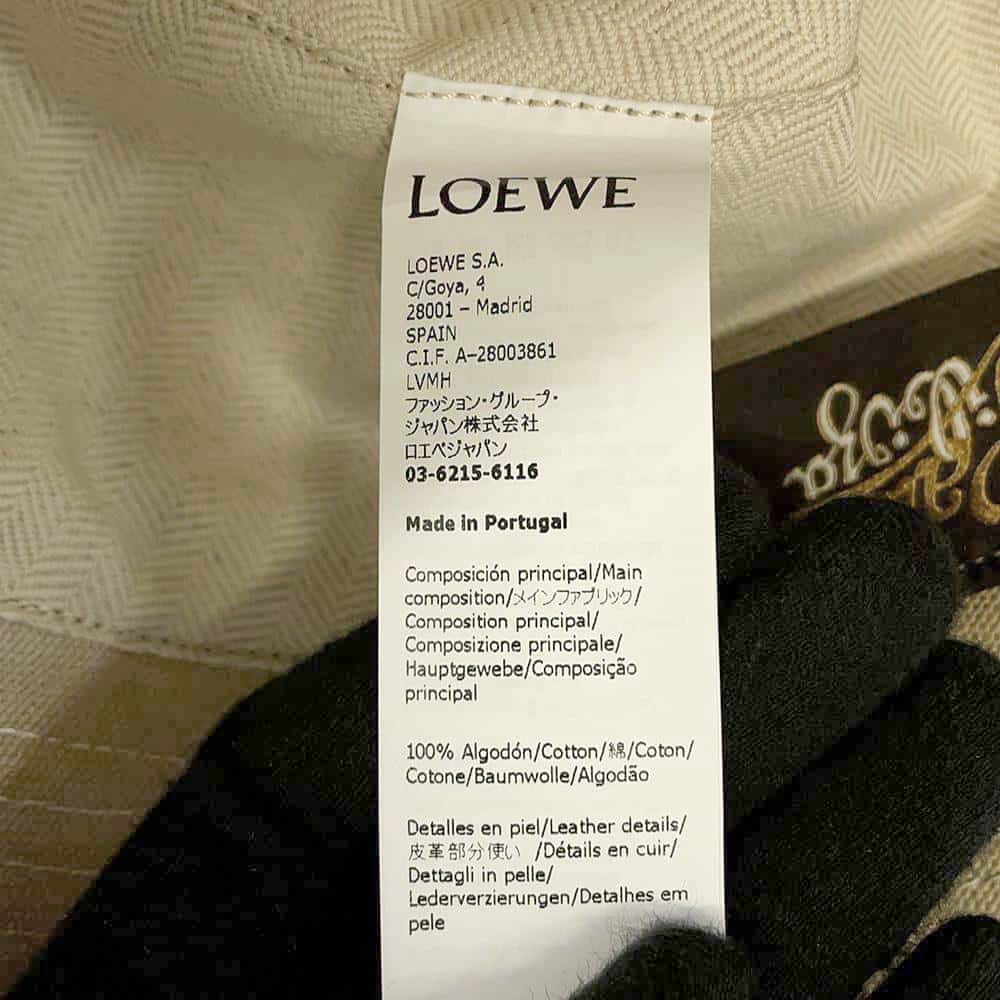 LOEWE
LOEWE S.A.
C/Goya, 4
28001 – Madrid
SPAIN
C.I.F. A–28003861
LVMH
ファッション・グループ・
ジャパン株式会社
ロエベジャパン
03-6215-6116
Made in Portugal
Composición principal/Main
composition/メインファブリック/
Composition principal/
Composizione principale/
Hauptgewebe/Composição
principal
100% Algodón/Cotton/綿/Coton/
Cotone/Baumwolle/Algodão
Detalles en piel/Leather details/
皮革部分使い /Détails en cuir/
Dettagli in pelle/
Lederverzierungen/Detalhes em
pele